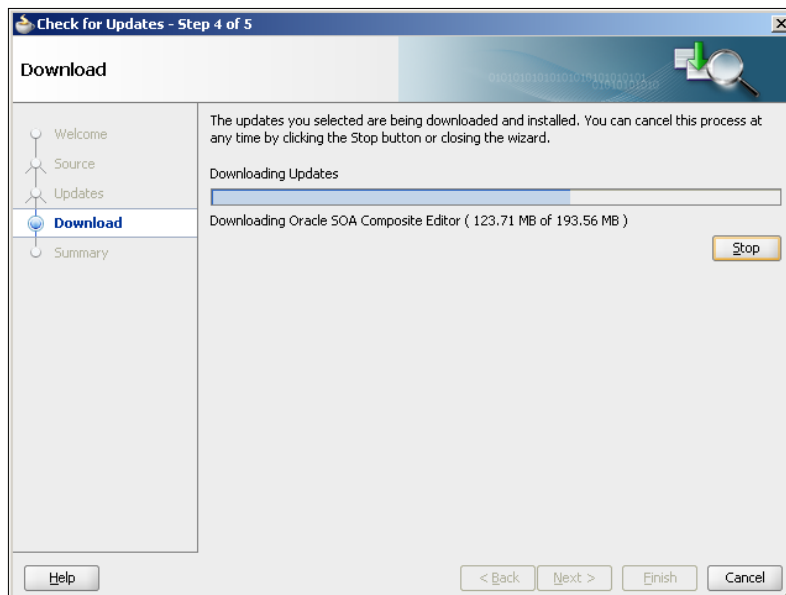 Check for Updates - Step 4 of 5
Download
01010101010101010101010101
01010101010
Welcome
Source
Updates
Download
Summary
The updates you selected are being downloaded and installed. You can cancel this process at
any time by clicking the Stop button or closing the wizard.
Downloading Updates
Downloading Oracle SOA Composite Editor ( 123.71 MB of 193.56 MB )
Stop
Help
< Back
Next >
Finish
Cancel